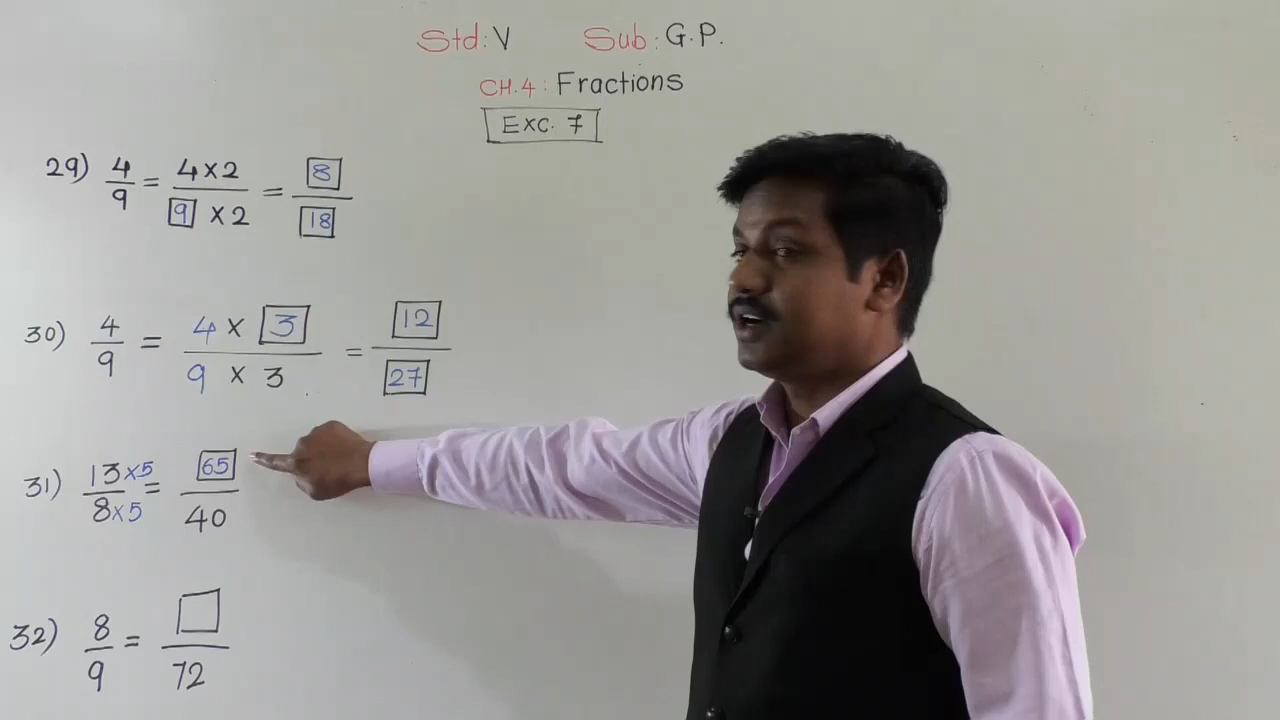 Std: V Sub: G.P.
CH.4: Fractions
Exc. 7
29) 4/9 = 4×2/9×2 = 8/18
30) 4/9 = 4 × 3/9 × 3 = 12/27
31) 13×5/8×5 = 65/40
32) 8/9 = □/72